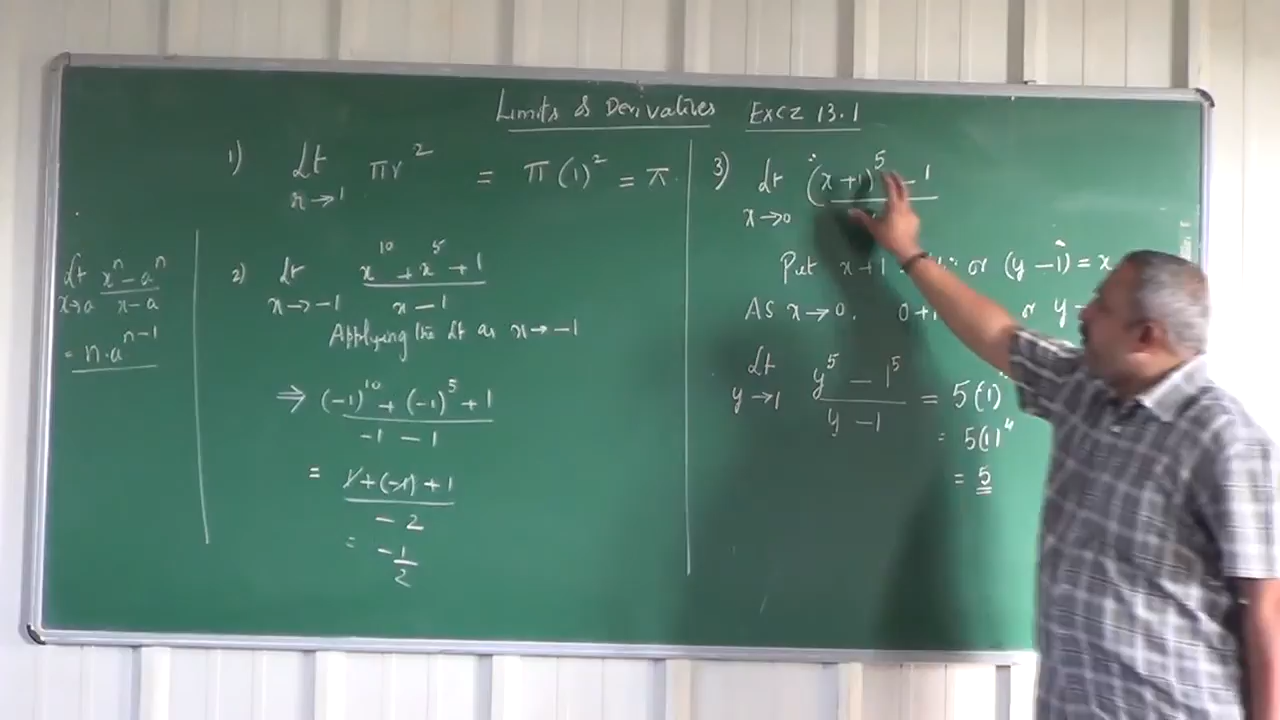 Limits & Derivatives Excz 13.1
1) Lt πr² = π(1)² = π.
r→1
Lt xⁿ – aⁿ
x→a x – a
= n·aⁿ⁻¹
2) Lt x¹⁰ + x⁵ + 1
x→ –1 x – 1
Applying the Lt as x→ –1
⇒ (–1)¹⁰ + (–1)⁵ + 1
–1 – 1
= 1 + (–1) + 1
– 2
= – 1
2
3) Lt (x+1)⁵ – 1
x→0
Put x+1 or (y –1) = x
As x→0. 0+1 or y
Lt y⁵ – 1⁵ = 5(1)
y→1 y –1
= 5(1)⁴
= 5